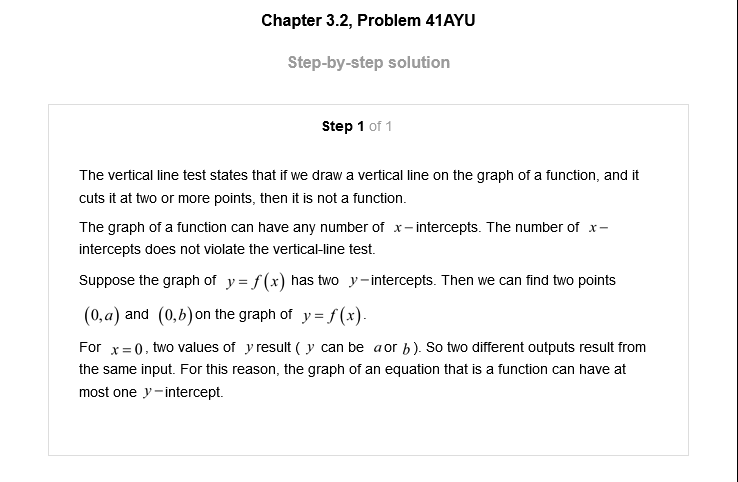 Chapter 3.2, Problem 41AYU
Step-by-step solution
Step 1 of 1
The vertical line test states that if we draw a vertical line on the graph of a function, and it
cuts it at two or more points, then it is not a function.
The graph of a function can have any number of x−intercepts. The number of x−
intercepts does not violate the vertical-line test.
Suppose the graph of y=f(x) has two y−intercepts. Then we can find two points
(0,a) and (0,b) on the graph of y=f(x).
For x=0, two values of y result ( y can be a or b). So two different outputs result from
the same input. For this reason, the graph of an equation that is a function can have at
most one y−intercept.